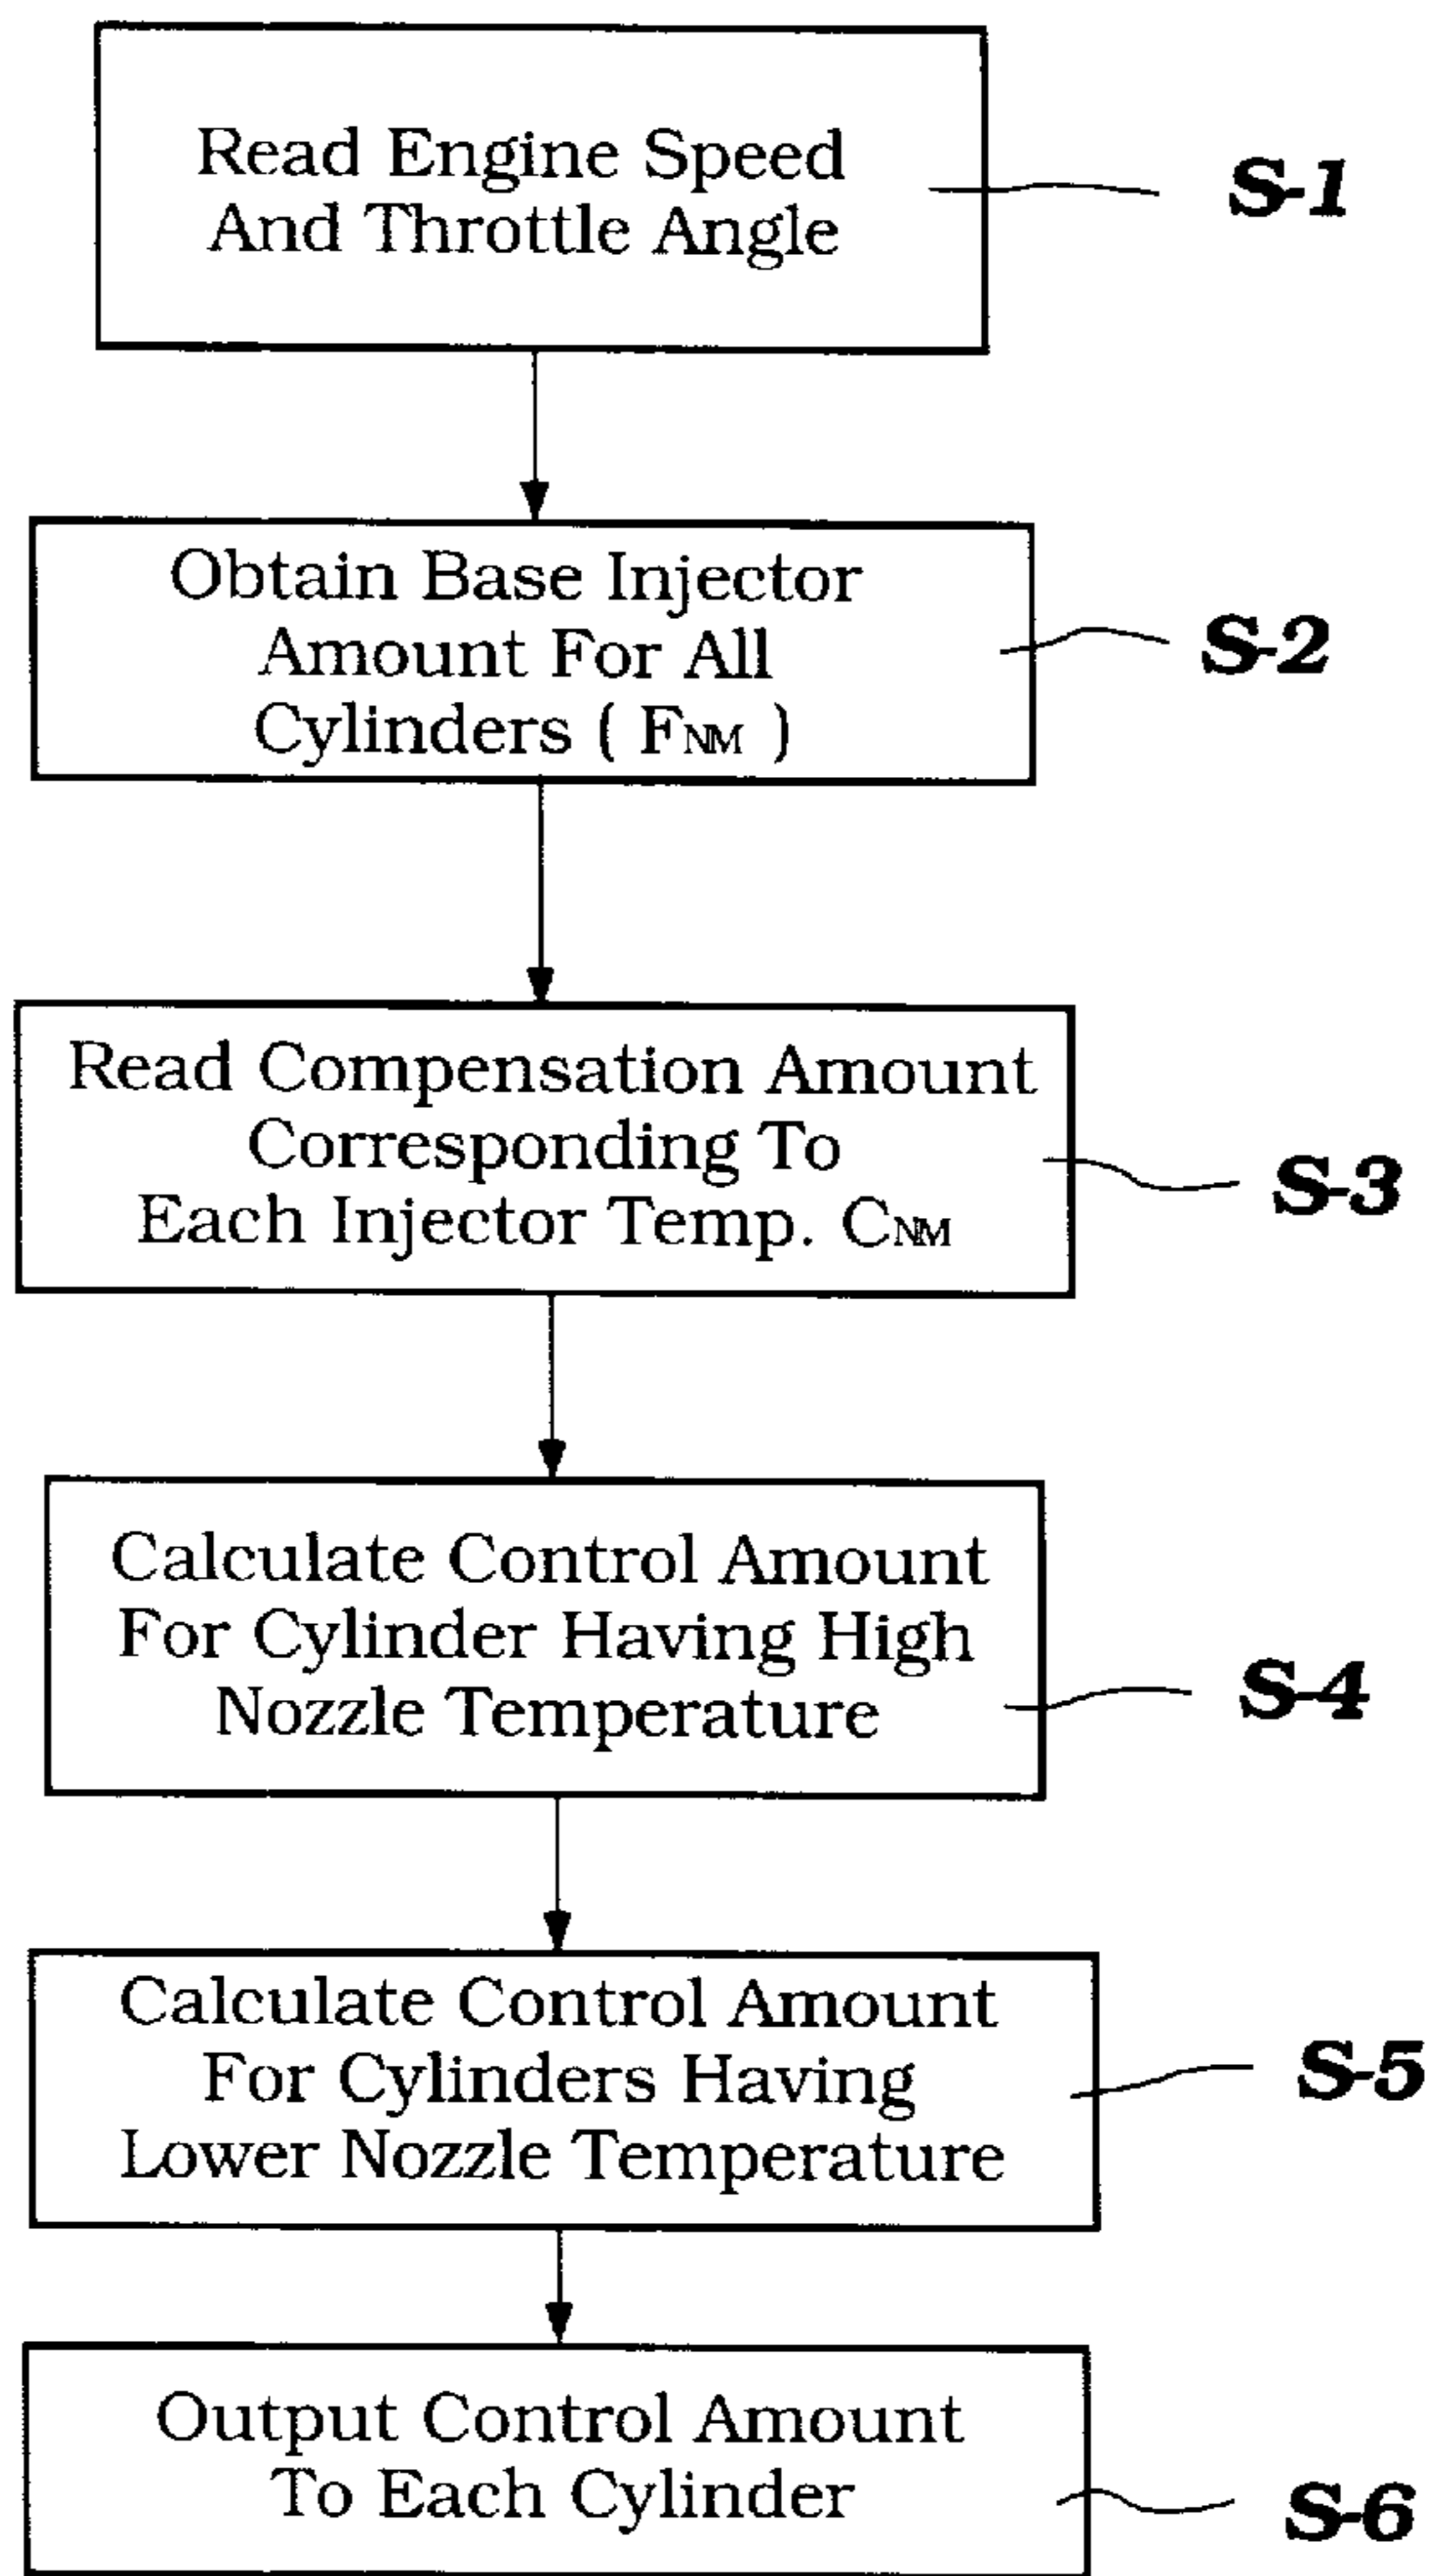 Read Engine Speed
And Throttle Angle
S-1
Obtain Base Injector
Amount For All
Cylinders ( FNM )
S-2
Read Compensation Amount
Corresponding To
Each Injector Temp. CNM
S-3
Calculate Control Amount
For Cylinder Having High
Nozzle Temperature
S-4
Calculate Control Amount
For Cylinders Having
Lower Nozzle Temperature
S-5
Output Control Amount
To Each Cylinder
S-6